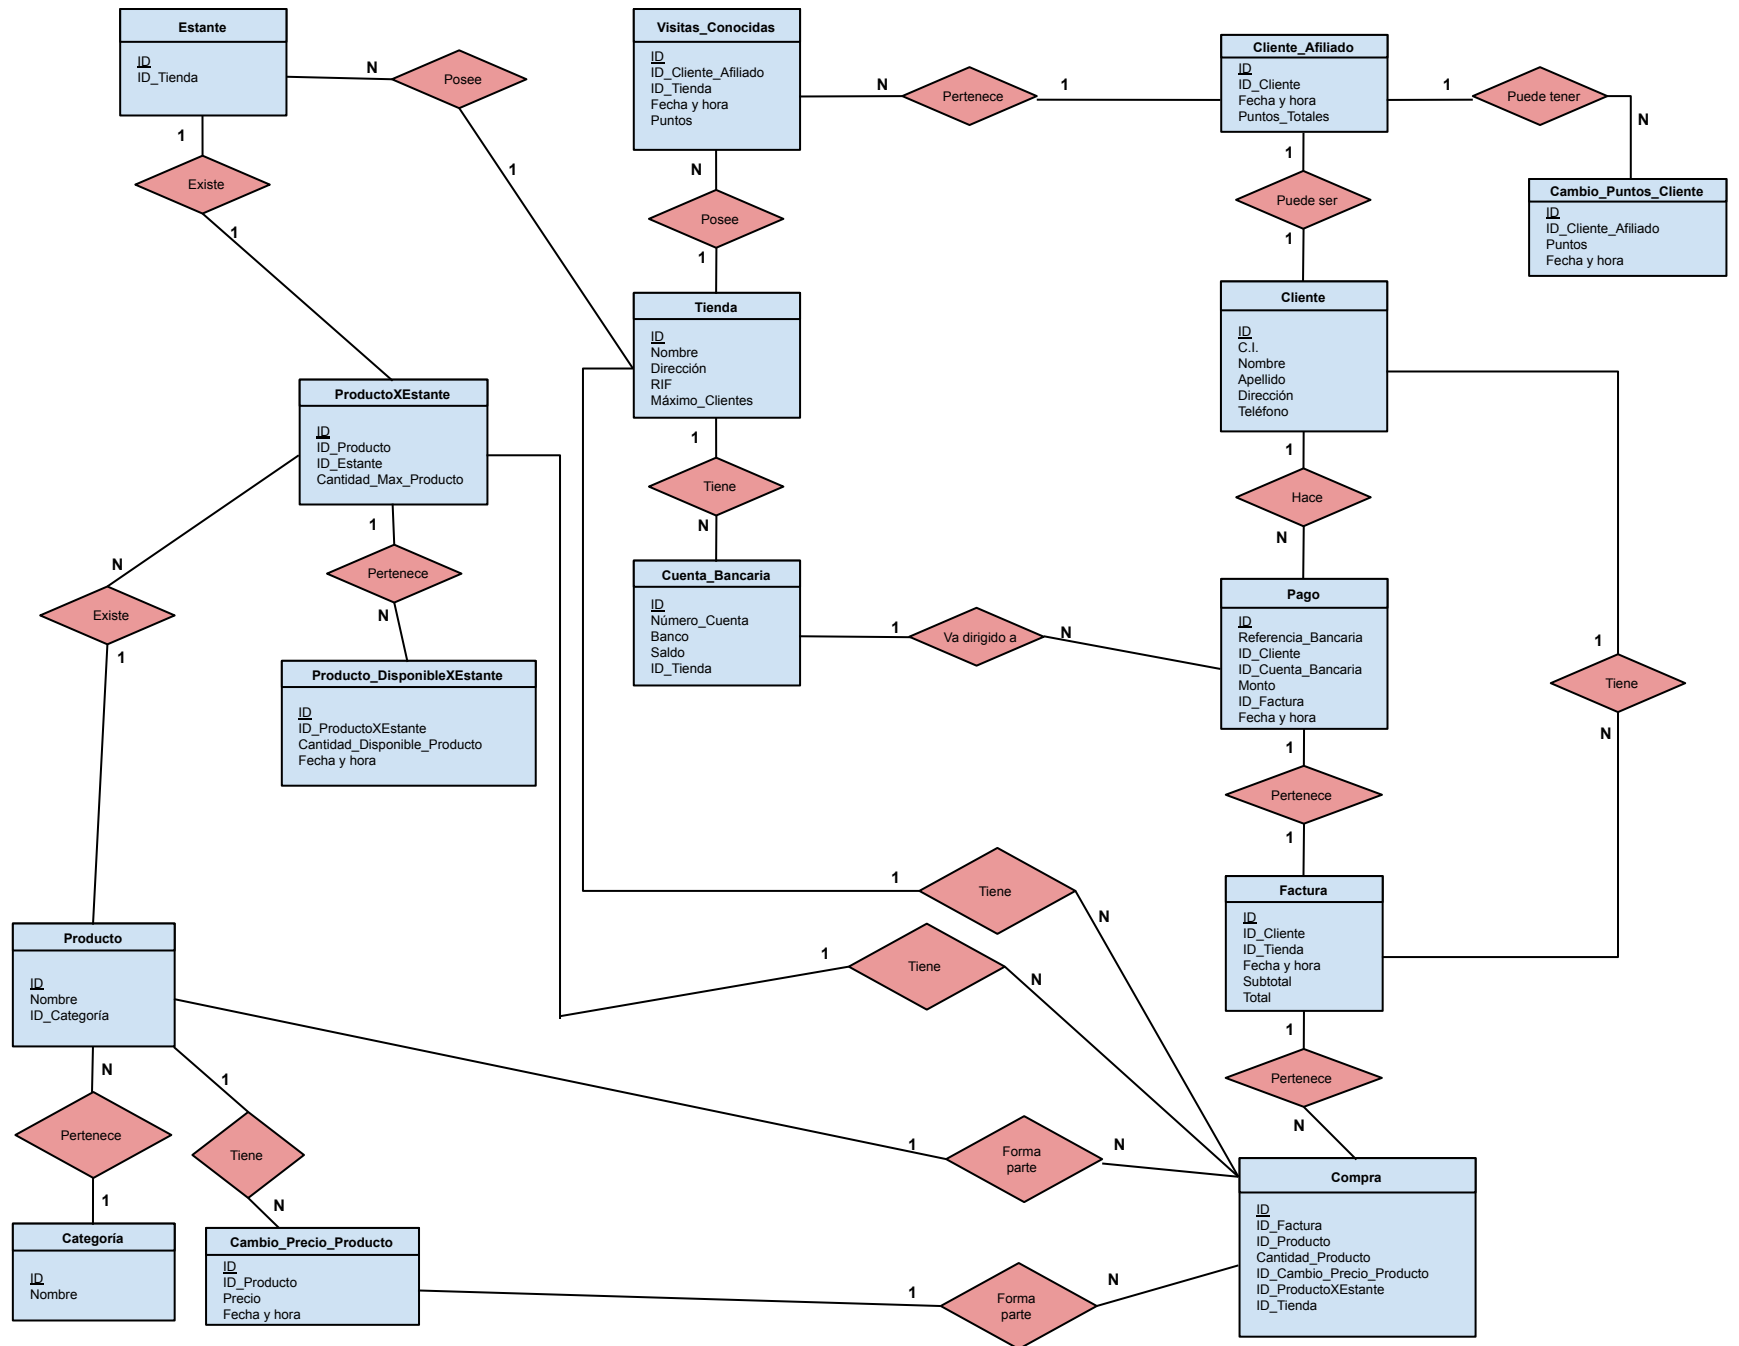 Estante
ID
ID_Tienda
N
Posee
1
1
Existe
1
Visitas_Conocidas
ID
ID_Cliente_Afiliado
ID_Tienda
Fecha y hora
Puntos
N
Pertenece
1
Cliente_Afiliado
ID
ID_Cliente
Fecha y hora
Puntos_Totales
1
Puede tener
N
Cambio_Puntos_Cliente
ID
ID_Cliente_Afiliado
Puntos
Fecha y hora
N
Posee
1
1
Puede ser
1
Tienda
ID
Nombre
Dirección
RIF
Máximo_Clientes
Cliente
ID
C.I.
Nombre
Apellido
Dirección
Teléfono
ProductoXEstante
ID
ID_Producto
ID_Estante
Cantidad_Max_Producto
1
Tiene
N
1
Hace
N
N
Existe
1
1
Pertenece
N
Producto_DisponibleXEstante
ID
ID_ProductoXEstante
Cantidad_Disponible_Producto
Fecha y hora
Cuenta_Bancaria
ID
Número_Cuenta
Banco
Saldo
ID_Tienda
1
Va dirigido a
N
Pago
ID
Referencia_Bancaria
ID_Cliente
ID_Cuenta_Bancaria
Monto
ID_Factura
Fecha y hora
1
Tiene
N
1
Pertenece
1
1
Tiene
N
1
Tiene
N
Factura
ID
ID_Cliente
ID_Tienda
Fecha y hora
Subtotal
Total
Producto
ID
Nombre
ID_Categoría
1
Pertenece
N
N
Pertenece
1
1
Tiene
N
1
Forma
parte
N
Categoría
ID
Nombre
Cambio_Precio_Producto
ID
ID_Producto
Precio
Fecha y hora
1
Forma
parte
N
Compra
ID
ID_Factura
ID_Producto
Cantidad_Producto
ID_Cambio_Precio_Producto
ID_ProductoXEstante
ID_Tienda